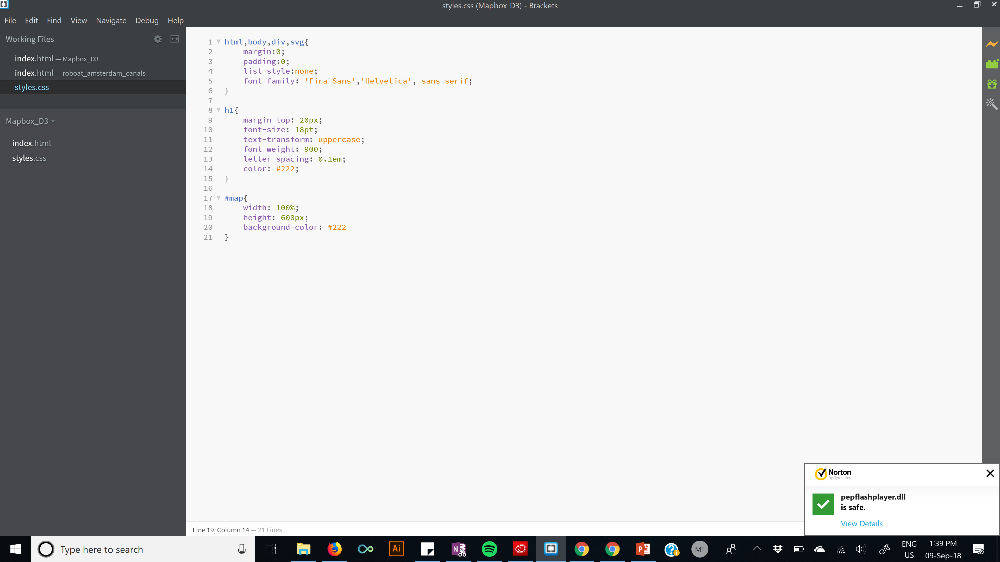 styles.css (Mapbox_D3) - Brackets
File Edit Find View Navigate Debug Help
Working Files
index.html — Mapbox_D3
index.html — roboat_amsterdam_canals
styles.css
Mapbox_D3
index.html
styles.css
1 html,body,div,svg{
2 margin:0;
3 padding:0;
4 list-style:none;
5 font-family: 'Fira Sans','Helvetica', sans-serif;
6 }
7
8 h1{
9 margin-top: 20px;
10 font-size: 18pt;
11 text-transform: uppercase;
12 font-weight: 900;
13 letter-spacing: 0.1em;
14 color: #222;
15 }
16
17 #map{
18 width: 100%;
19 height: 600px;
20 background-color: #222
21 }
Norton
by Symantec
pepflashplayer.dll
is safe.
View Details
Line 19, Column 14 — 21 Lines
Type here to search
Ai
N
P
MT
ENG
US
1:39 PM
09-Sep-18